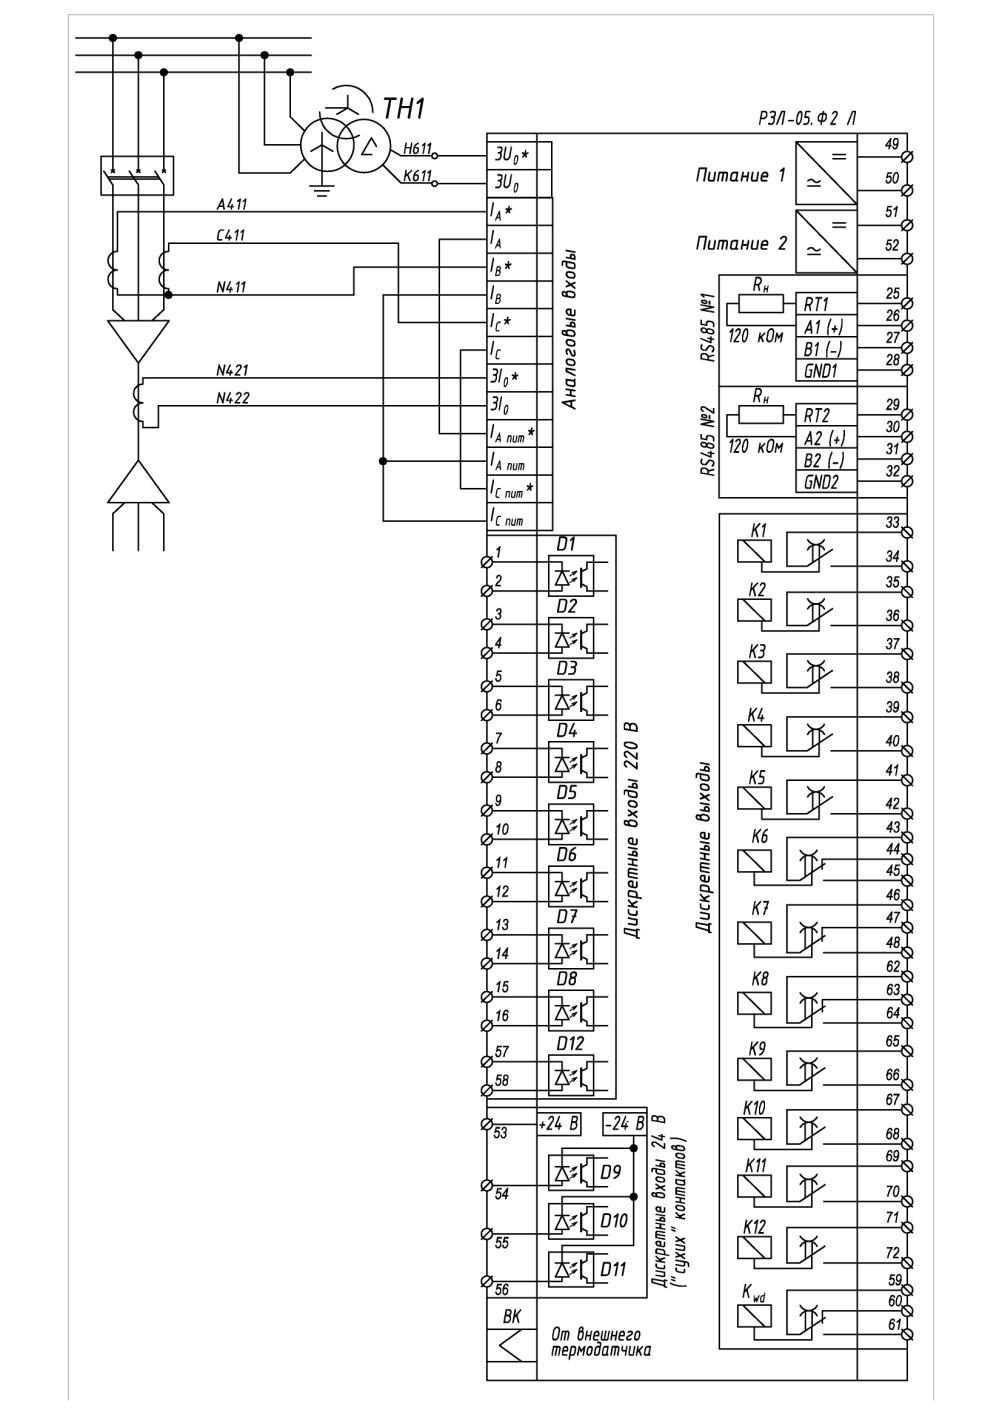 ТН1
РЗЛ-05.Ф2 Л
Н611
К611
А411
С411
N411
N421
N422
3U0*
3U0
IA*
IA
IB*
IB
IC*
IC
3I0*
3I0
IA пит*
IA пит
IC пит*
IC пит
Аналоговые входы
Питание 1
49
50
Питание 2
51
52
RS485 №1
Rн
120 кОм
RT1
A1 (+)
B1 (-)
GND1
25
26
27
28
RS485 №2
Rн
120 кОм
RT2
A2 (+)
B2 (-)
GND2
29
30
31
32
D1
1
2
D2
3
4
D3
5
6
D4
7
8
D5
9
10
D6
11
12
D7
13
14
D8
15
16
D12
57
58
Дискретные входы 220 В
53
+24 В
-24 В
D9
54
D10
55
D11
56
Дискретные входы 24 В
("сухих" контактов)
ВК
От внешнего
термодатчика
Дискретные выходы
K1
33
34
K2
35
36
K3
37
38
K4
39
40
K5
41
42
K6
43
44
45
K7
46
47
48
K8
62
63
64
K9
65
66
K10
67
68
K11
69
70
K12
71
72
Kwd
59
60
61